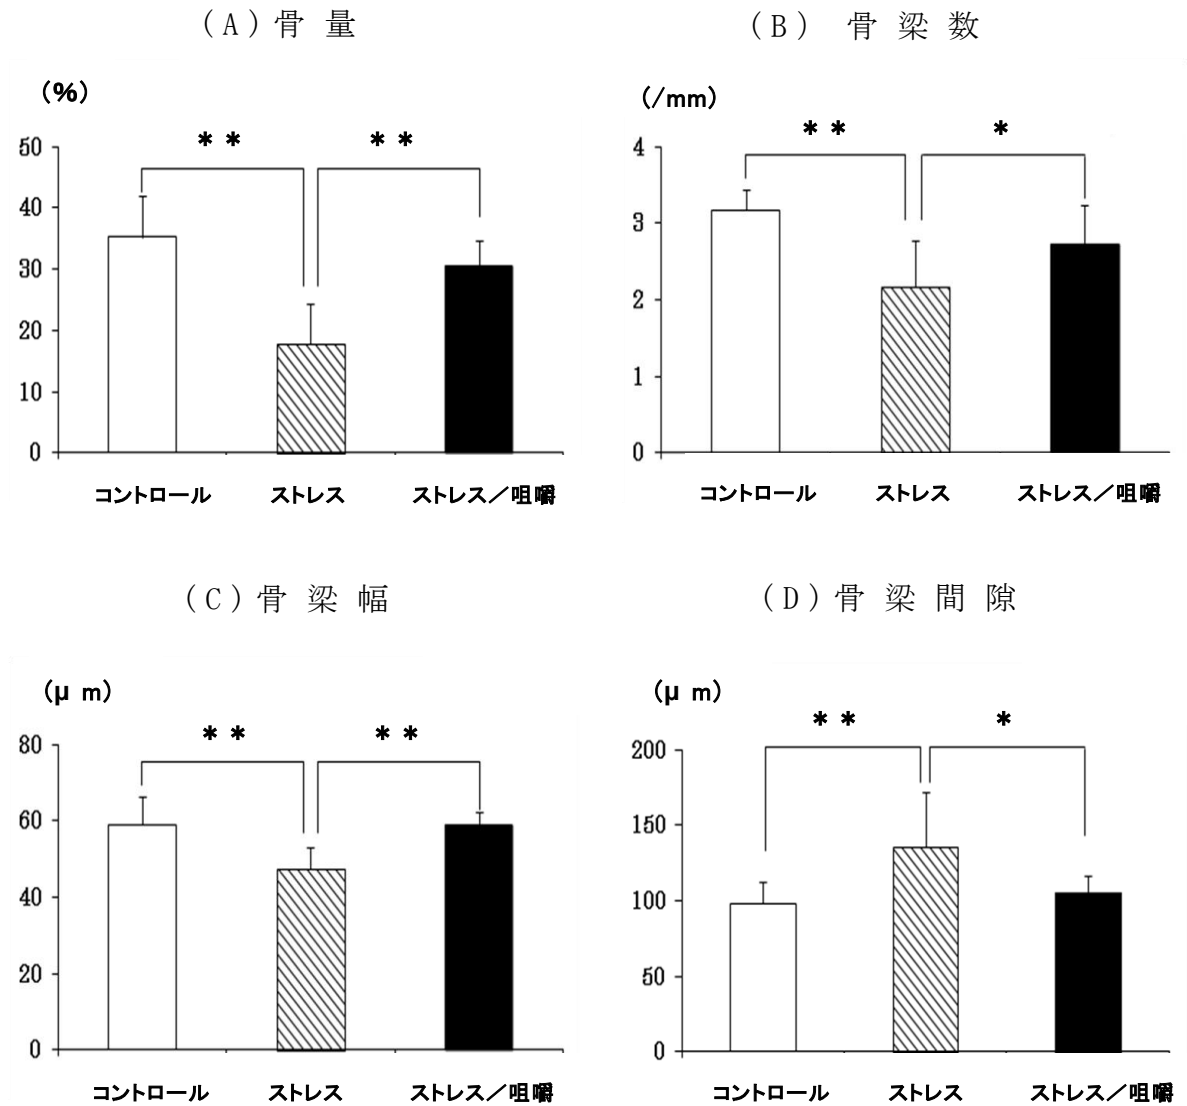 (A)骨 量
(%)
** **
50
40
30
20
10
0
コントロール ストレス ストレス／咀嚼
(B) 骨 梁 数
(/mm)
** *
4
3
2
1
0
コントロール ストレス ストレス／咀嚼
(C)骨 梁 幅
(μ m)
** **
80
60
40
20
0
コントロール ストレス ストレス／咀嚼
(D)骨 梁 間 隙
(μ m)
** *
200
150
100
50
0
コントロール ストレス ストレス／咀嚼